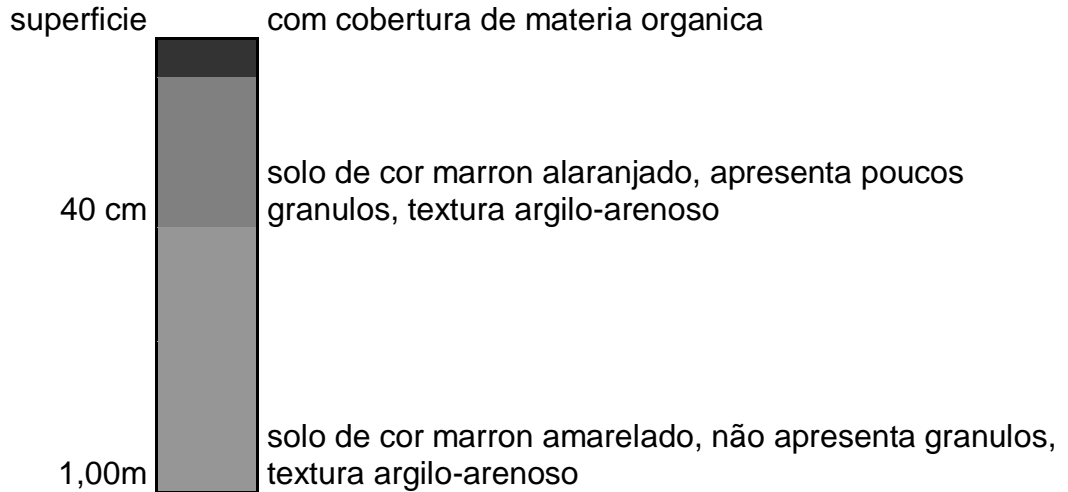 superficie com cobertura de materia organica
solo de cor marron alaranjado, apresenta poucos
40 cm granulos, textura argilo-arenoso
solo de cor marron amarelado, não apresenta granulos,
1,00m textura argilo-arenoso